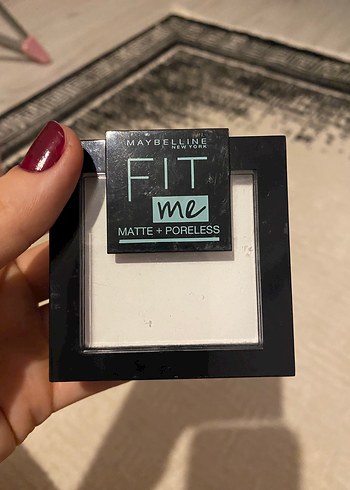 MAYBELLINE
NEW YORK
FIT
me
MATTE + PORELESS